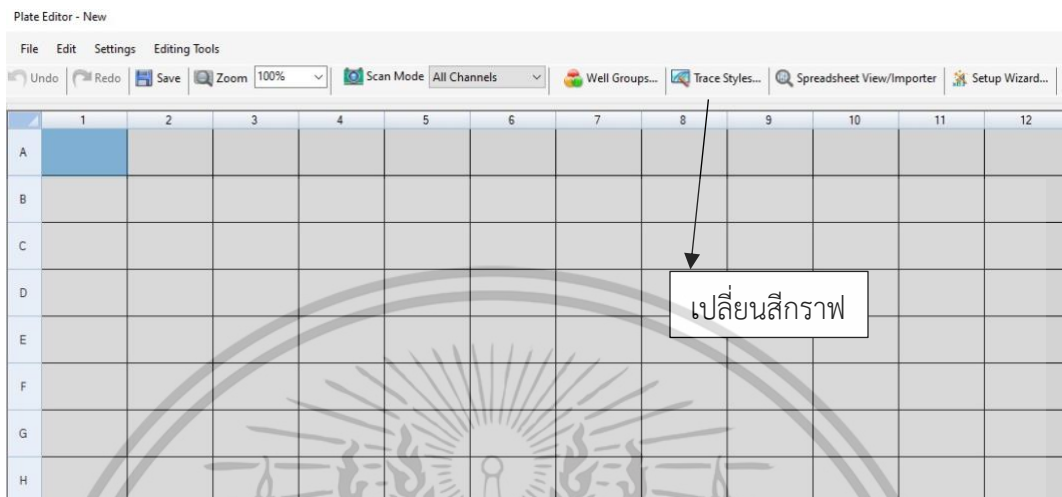 Plate Editor - New
File Edit Settings Editing Tools
Undo Redo Save Zoom 100% Scan Mode All Channels Well Groups... Trace Styles... Spreadsheet View/Importer Setup Wizard...
1 2 3 4 5 6 7 8 9 10 11 12
A
B
C
D
เปลี่ยนสีกราฟ
E
F
G
H